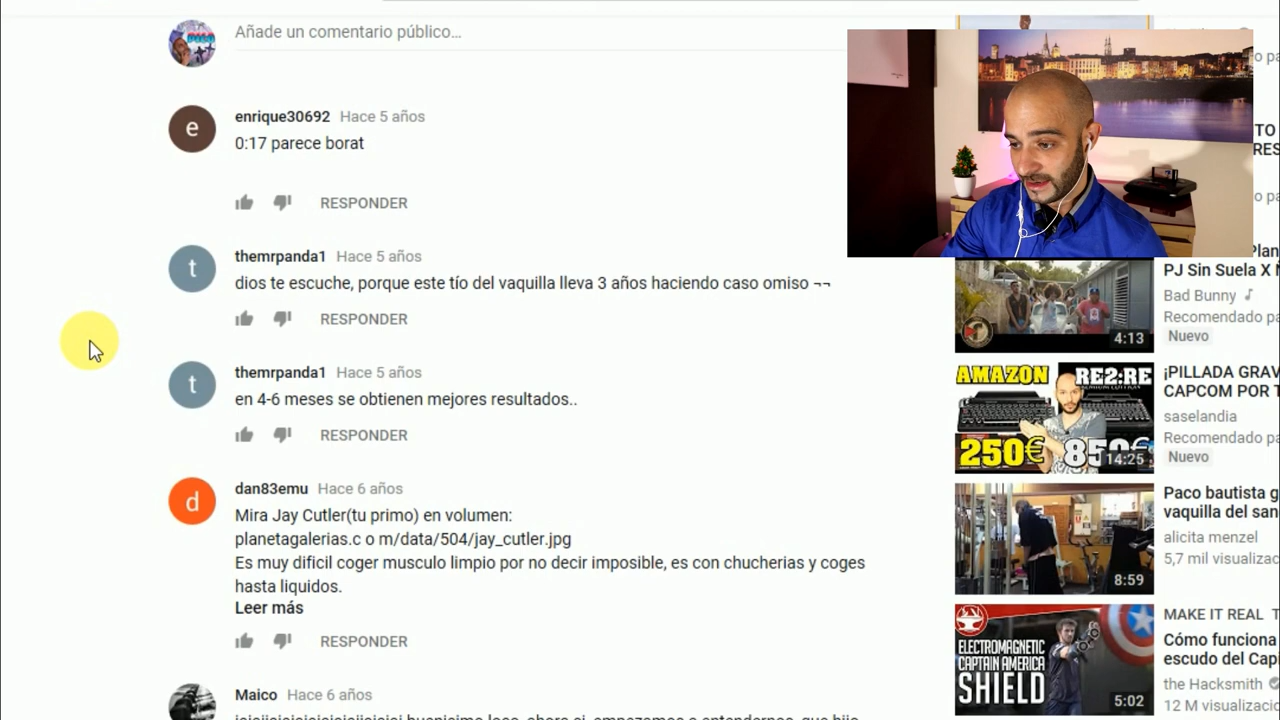 Añade un comentario público...
enrique30692 Hace 5 años
0:17 parece borat
RESPONDER
themrpanda1 Hace 5 años
dios te escuche, porque este tío del vaquilla lleva 3 años haciendo caso omiso ¬¬
RESPONDER
themrpanda1 Hace 5 años
en 4-6 meses se obtienen mejores resultados..
RESPONDER
dan83emu Hace 6 años
Mira Jay Cutler(tu primo) en volumen:
planetagalerias.c o m/data/504/jay_cutler.jpg
Es muy dificil coger musculo limpio por no decir imposible, es con chucherias y coges
hasta liquidos.
Leer más
RESPONDER
Maico Hace 6 años
PJ Sin Suela X
Bad Bunny
Recomendado pa
Nuevo
4:13
AMAZON RE2:RE
250€ 850€
14:25
¡PILLADA GRAV
CAPCOM POR T
saselandia
Recomendado pa
Nuevo
8:59
Paco bautista g
vaquilla del san
alicita menzel
5,7 mil visualizac
ELECTROMAGNETIC
CAPTAIN AMERICA
SHIELD
5:02
MAKE IT REAL
Cómo funciona
escudo del Capi
the Hacksmith
12 M visualizac